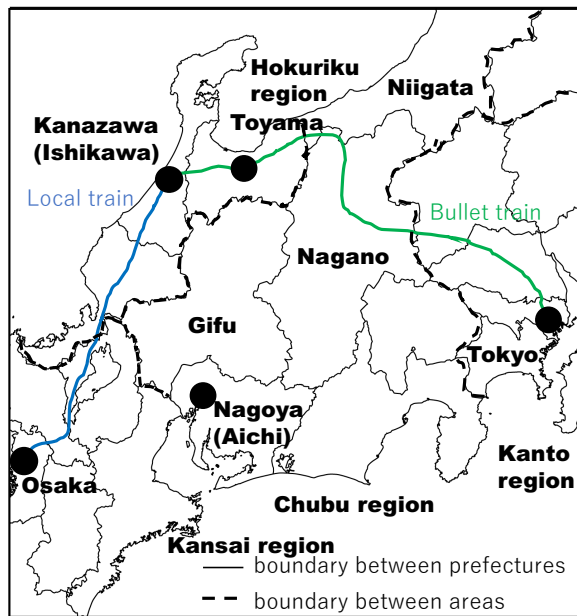 Hokuriku
region
Niigata
Toyama
Kanazawa
(Ishikawa)
Local train
Bullet train
Nagano
Gifu
Tokyo
Nagoya
(Aichi)
Kanto
region
Osaka
Chubu region
Kansai region
boundary between prefectures
boundary between areas